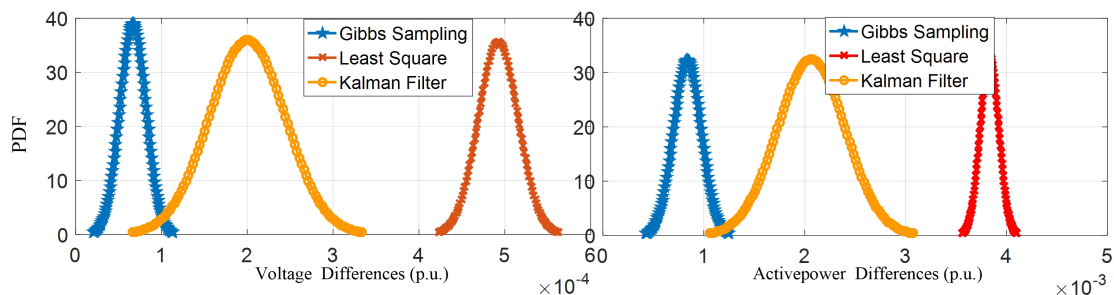 PDF
40
30
20
10
0
Gibbs Sampling
Least Square
Kalman Filter
0 1 2 3 4 5 6
Voltage Differences (p.u.)
×10⁻⁴
40
30
20
10
0
Gibbs Sampling
Least Square
Kalman Filter
0 1 2 3 4 5
Activepower Differences (p.u.)
×10⁻³